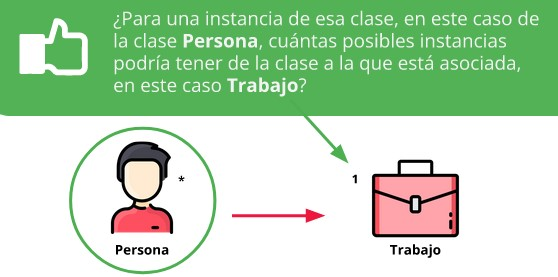 ¿Para una instancia de esa clase, en este caso de
la clase Persona, cuántas posibles instancias
podría tener de la clase a la que está asociada,
en este caso Trabajo?
*
1
Persona
Trabajo